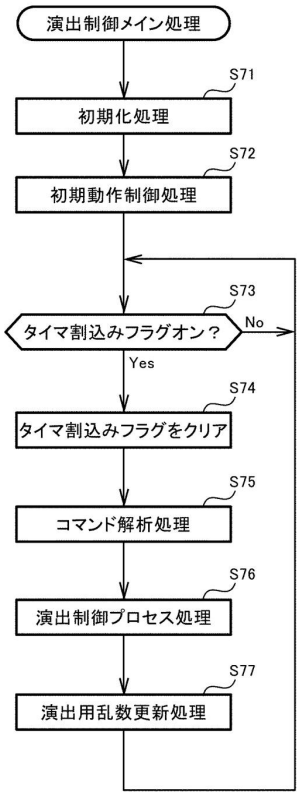 演出制御メイン処理
S71
初期化処理
S72
初期動作制御処理
S73
タイマ割込みフラグオン？
No
Yes
S74
タイマ割込みフラグをクリア
S75
コマンド解析処理
S76
演出制御プロセス処理
S77
演出用乱数更新処理